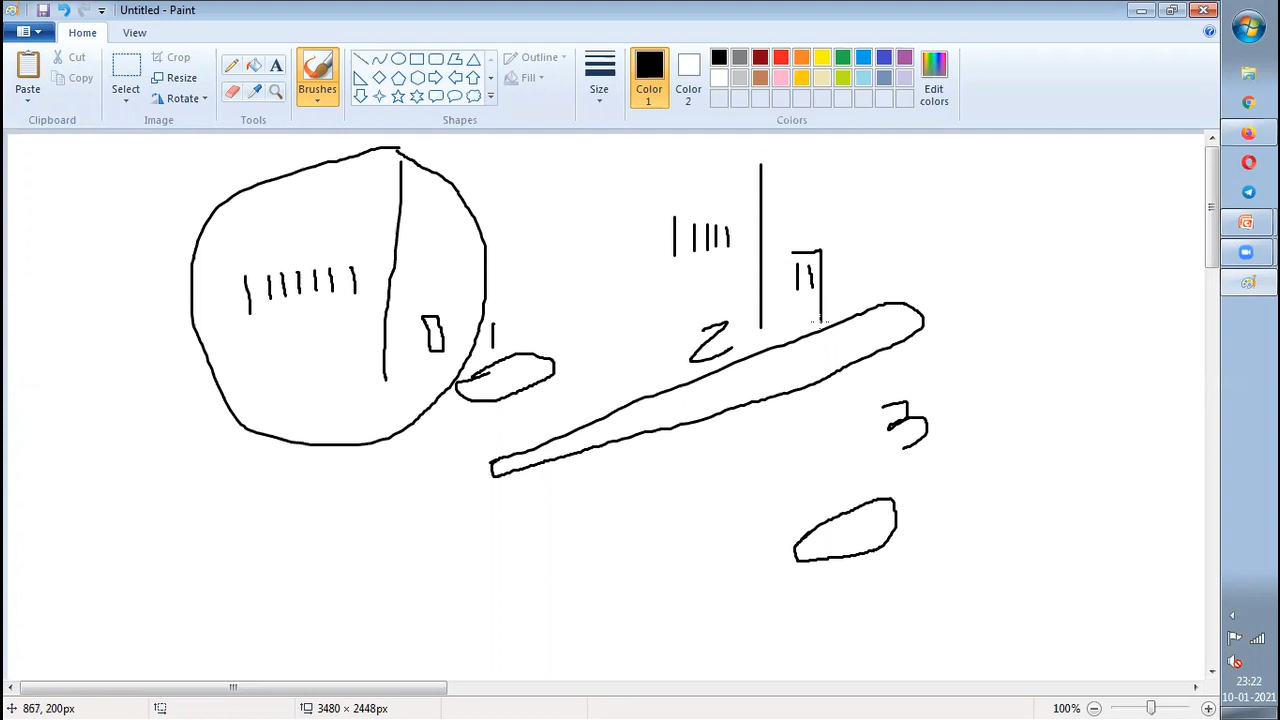 Untitled - Paint
Home
View
Paste
Cut
Copy
Clipboard
Select
Crop
Resize
Rotate
Image
Tools
Brushes
Shapes
Outline
Fill
Size
Color 1
Color 2
Colors
Edit colors
1
2
3
867, 200px
3480 × 2448px
100%
23:22
10-01-2021